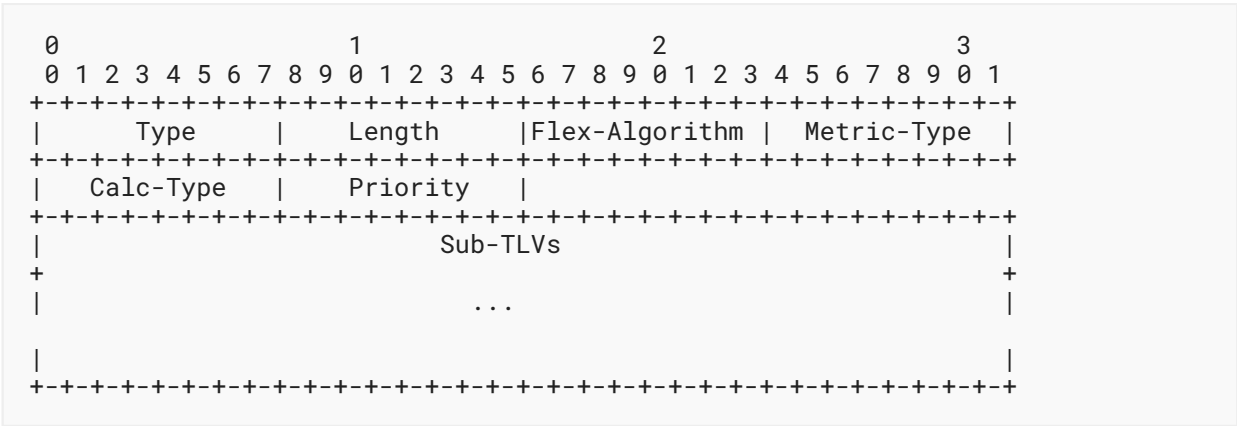 0                   1                   2                   3
 0 1 2 3 4 5 6 7 8 9 0 1 2 3 4 5 6 7 8 9 0 1 2 3 4 5 6 7 8 9 0 1
+-+-+-+-+-+-+-+-+-+-+-+-+-+-+-+-+-+-+-+-+-+-+-+-+-+-+-+-+-+-+-+-+
|      Type     |    Length     |Flex-Algorithm |  Metric-Type  |
+-+-+-+-+-+-+-+-+-+-+-+-+-+-+-+-+-+-+-+-+-+-+-+-+-+-+-+-+-+-+-+-+
|   Calc-Type   |    Priority   |
+-+-+-+-+-+-+-+-+-+-+-+-+-+-+-+-+-+-+-+-+-+-+-+-+-+-+-+-+-+-+-+-+
|                          Sub-TLVs                             |
+                                                               +
|                            ...                                |
|                                                               |
+-+-+-+-+-+-+-+-+-+-+-+-+-+-+-+-+-+-+-+-+-+-+-+-+-+-+-+-+-+-+-+-+